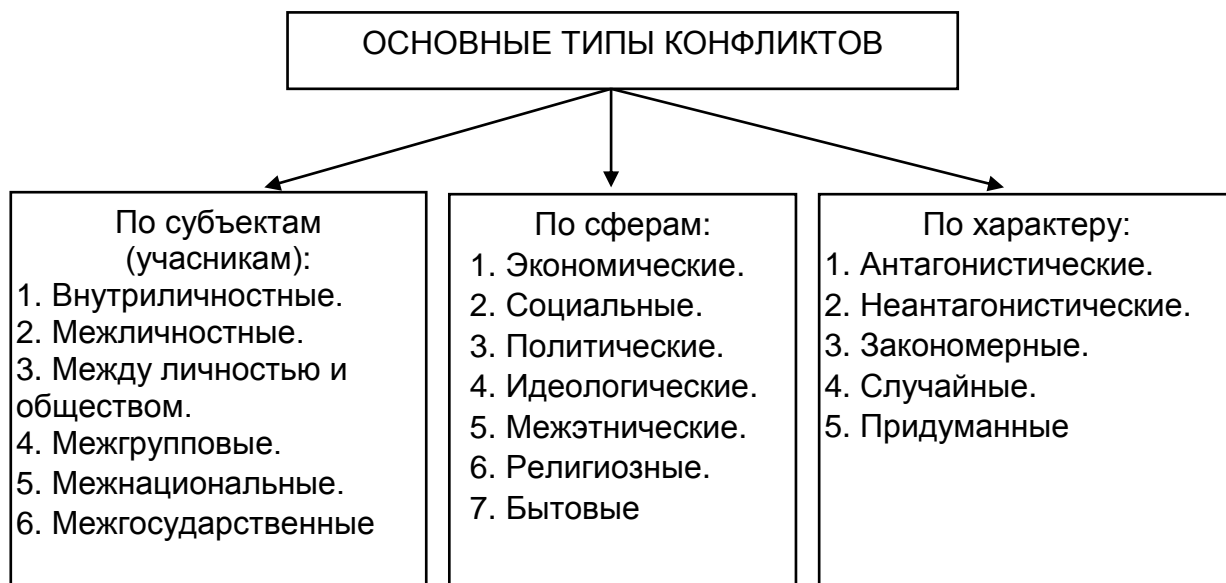 ОСНОВНЫЕ ТИПЫ КОНФЛИКТОВ
По субъектам
(учасникам):
1. Внутриличностные.
2. Межличностные.
3. Между личностью и
обществом.
4. Межгрупповые.
5. Межнациональные.
6. Межгосударственные
По сферам:
1. Экономические.
2. Социальные.
3. Политические.
4. Идеологические.
5. Межэтнические.
6. Религиозные.
7. Бытовые
По характеру:
1. Антагонистические.
2. Неантагонистические.
3. Закономерные.
4. Случайные.
5. Придуманные